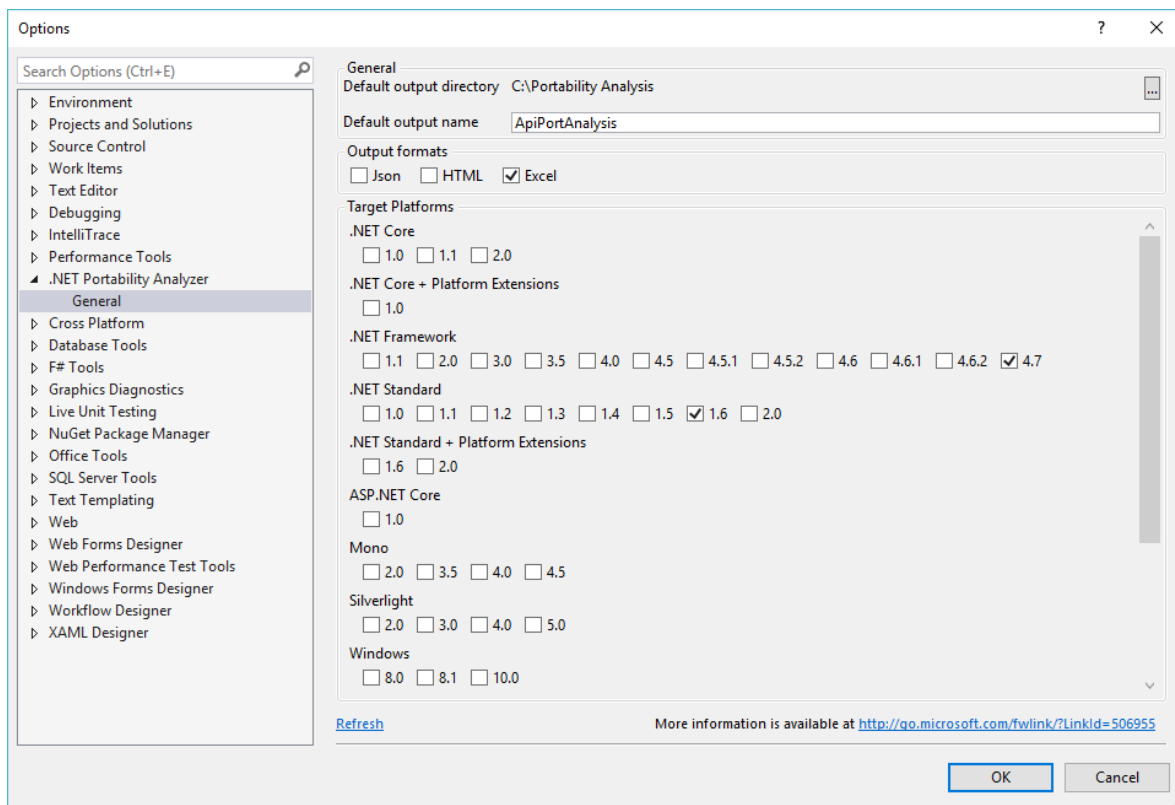 Options
?
Search Options (Ctrl+E)
Environment
Projects and Solutions
Source Control
Work Items
Text Editor
Debugging
IntelliTrace
Performance Tools
.NET Portability Analyzer
General
Cross Platform
Database Tools
F# Tools
Graphics Diagnostics
Live Unit Testing
NuGet Package Manager
Office Tools
SQL Server Tools
Text Templating
Web
Web Forms Designer
Web Performance Test Tools
Windows Forms Designer
Workflow Designer
XAML Designer
General
Default output directory C:\Portability Analysis ...
Default output name ApiPortAnalysis
Output formats
Json HTML Excel
Target Platforms
.NET Core
1.0 1.1 2.0
.NET Core + Platform Extensions
1.0
.NET Framework
1.1 2.0 3.0 3.5 4.0 4.5 4.5.1 4.5.2 4.6 4.6.1 4.6.2 4.7
.NET Standard
1.0 1.1 1.2 1.3 1.4 1.5 1.6 2.0
.NET Standard + Platform Extensions
1.6 2.0
ASP.NET Core
1.0
Mono
2.0 3.5 4.0 4.5
Silverlight
2.0 3.0 4.0 5.0
Windows
8.0 8.1 10.0
Refresh More information is available at http://go.microsoft.com/fwlink/?LinkId=506955
OK Cancel